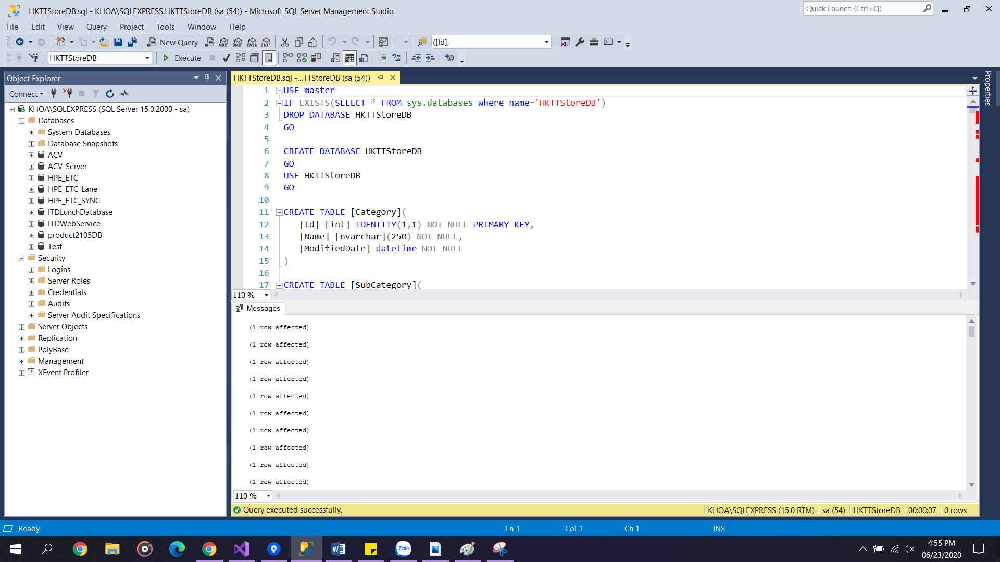 HKTTStoreDB.sql - KHOA\SQLEXPRESS.HKTTStoreDB (sa (54)) - Microsoft SQL Server Management Studio
Quick Launch (Ctrl+Q)
File Edit View Query Project Tools Window Help
New Query
MDX DMX XMLA DAX
([Id],
HKTTStoreDB
Execute
Object Explorer
Connect
KHOA\SQLEXPRESS (SQL Server 15.0.2000 - sa)
Databases
System Databases
Database Snapshots
ACV
ACV_Server
HPE_ETC
HPE_ETC_Lane
HPE_ETC_SYNC
ITDLunchDatabase
ITDWebService
product2105DB
Test
Security
Logins
Server Roles
Credentials
Audits
Server Audit Specifications
Server Objects
Replication
PolyBase
Management
XEvent Profiler
HKTTStoreDB.sql -...TTStoreDB (sa (54))
Properties
1 USE master
2 IF EXISTS(SELECT * FROM sys.databases where name='HKTTStoreDB')
3 DROP DATABASE HKTTStoreDB
4 GO
5
6 CREATE DATABASE HKTTStoreDB
7 GO
8 USE HKTTStoreDB
9 GO
10
11 CREATE TABLE [Category](
12 [Id] [int] IDENTITY(1,1) NOT NULL PRIMARY KEY,
13 [Name] [nvarchar](250) NOT NULL,
14 [ModifiedDate] datetime NOT NULL
15 )
16
17 CREATE TABLE [SubCategory](
110 %
Messages
(1 row affected)
(1 row affected)
(1 row affected)
(1 row affected)
(1 row affected)
(1 row affected)
(1 row affected)
(1 row affected)
(1 row affected)
(1 row affected)
110 %
Query executed successfully.
KHOA\SQLEXPRESS (15.0 RTM) sa (54) HKTTStoreDB 00:00:07 0 rows
Ready
Ln 1 Col 1 Ch 1 INS
Zalo
4:55 PM
06/23/2020